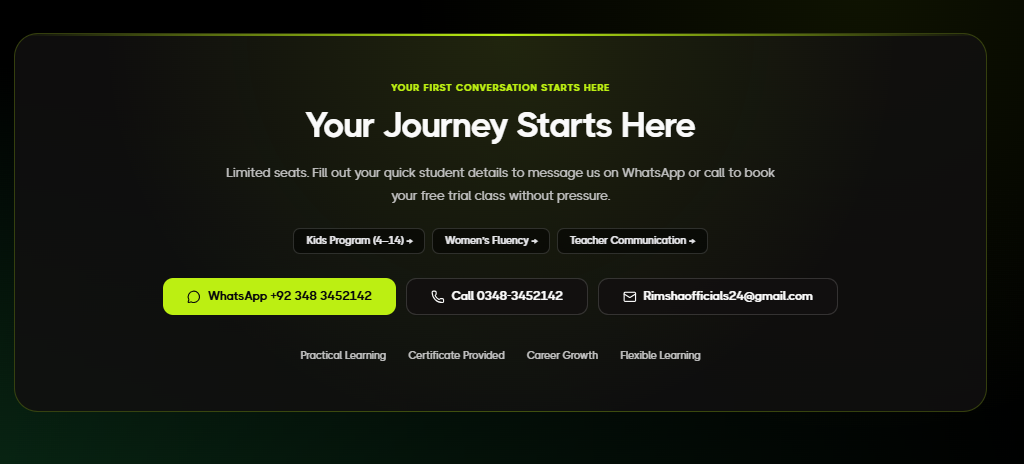 YOUR FIRST CONVERSATION STARTS HERE
Your Journey Starts Here
Limited seats. Fill out your quick student details to message us on WhatsApp or call to book
your free trial class without pressure.
Kids Program (4–14) → Women's Fluency → Teacher Communication →
WhatsApp +92 348 3452142 Call 0348-3452142 Rimshaofficials24@gmail.com
Practical Learning Certificate Provided Career Growth Flexible Learning